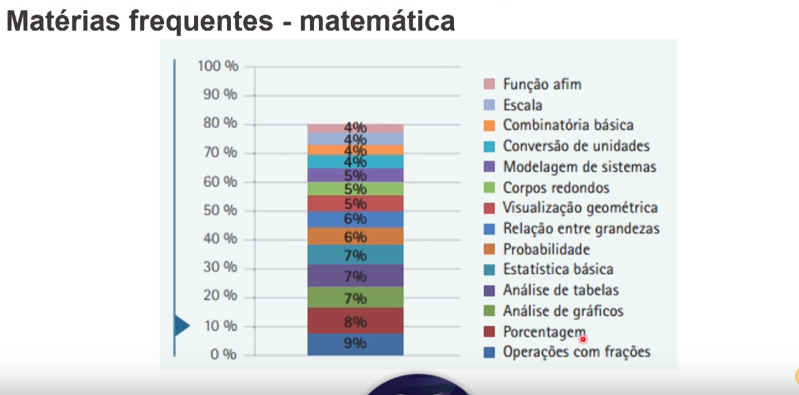 Matérias frequentes - matemática
100 %
90 %
80 %
70 %
60 %
50 %
40 %
30 %
20 %
10 %
0 %
4%
4%
4%
4%
5%
5%
5%
6%
6%
7%
7%
7%
8%
9%
Função afim
Escala
Combinatória básica
Conversão de unidades
Modelagem de sistemas
Corpos redondos
Visualização geométrica
Relação entre grandezas
Probabilidade
Estatística básica
Análise de tabelas
Análise de gráficos
Porcentagem
Operações com frações